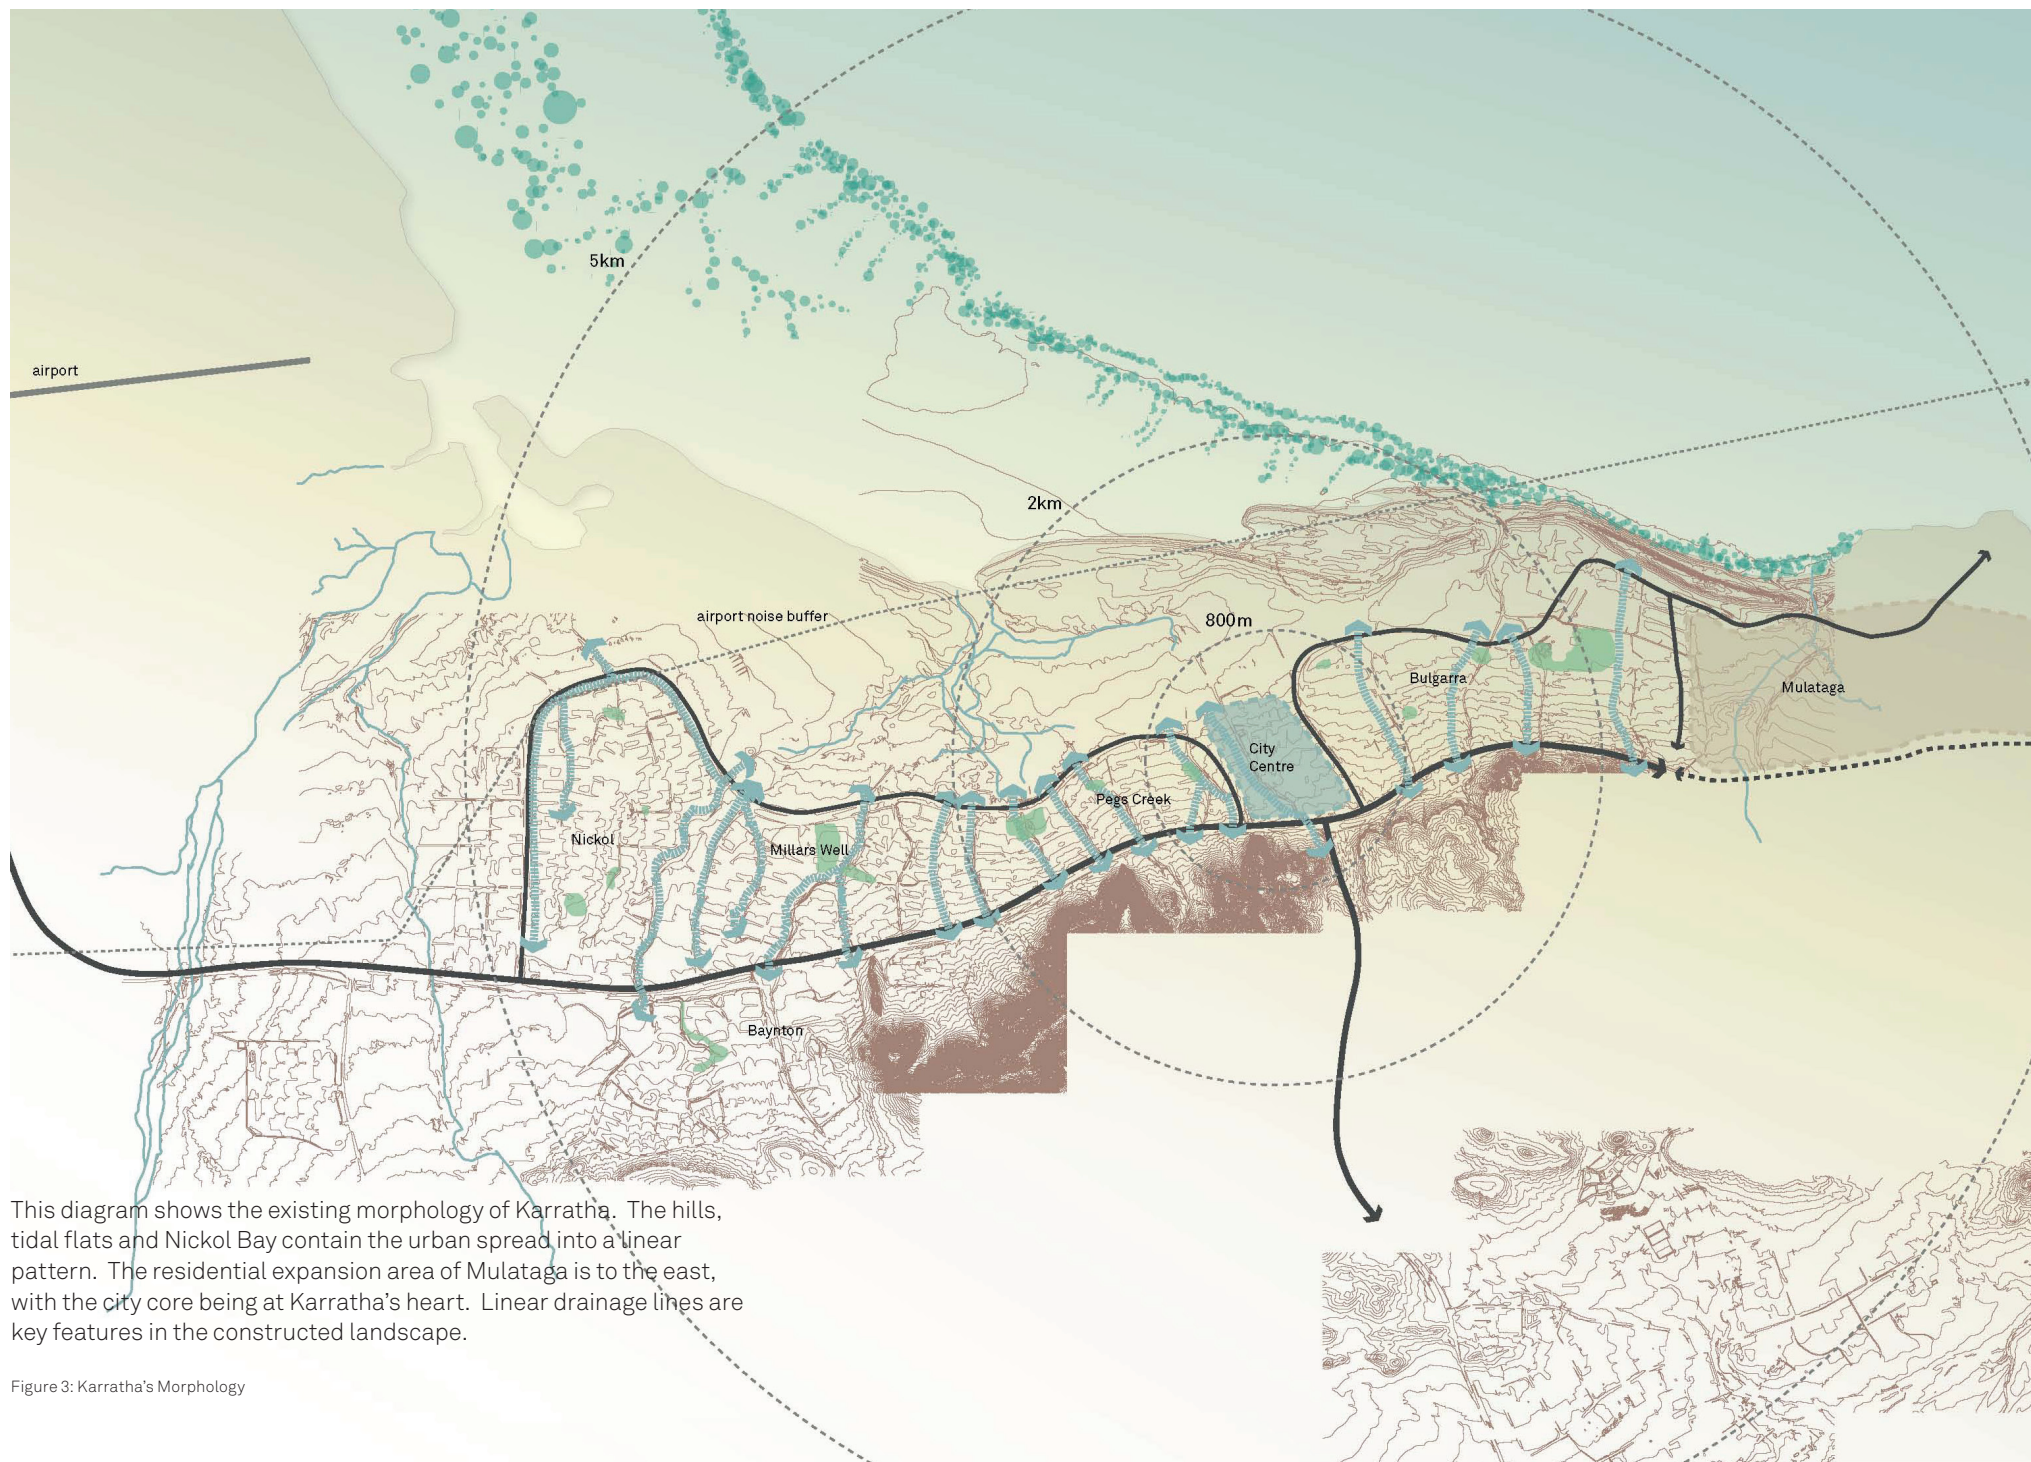 5km
airport
2km
airport noise buffer
800m
Bulgarra
Mulataga
City
Centre
Pegs Creek
Nickol
Millars Well
Baynton
This diagram shows the existing morphology of Karratha.  The hills,
tidal flats and Nickol Bay contain the urban spread into a linear
pattern.  The residential expansion area of Mulataga is to the east,
with the city core being at Karratha’s heart.  Linear drainage lines are
key features in the constructed landscape.
Figure 3: Karratha’s Morphology